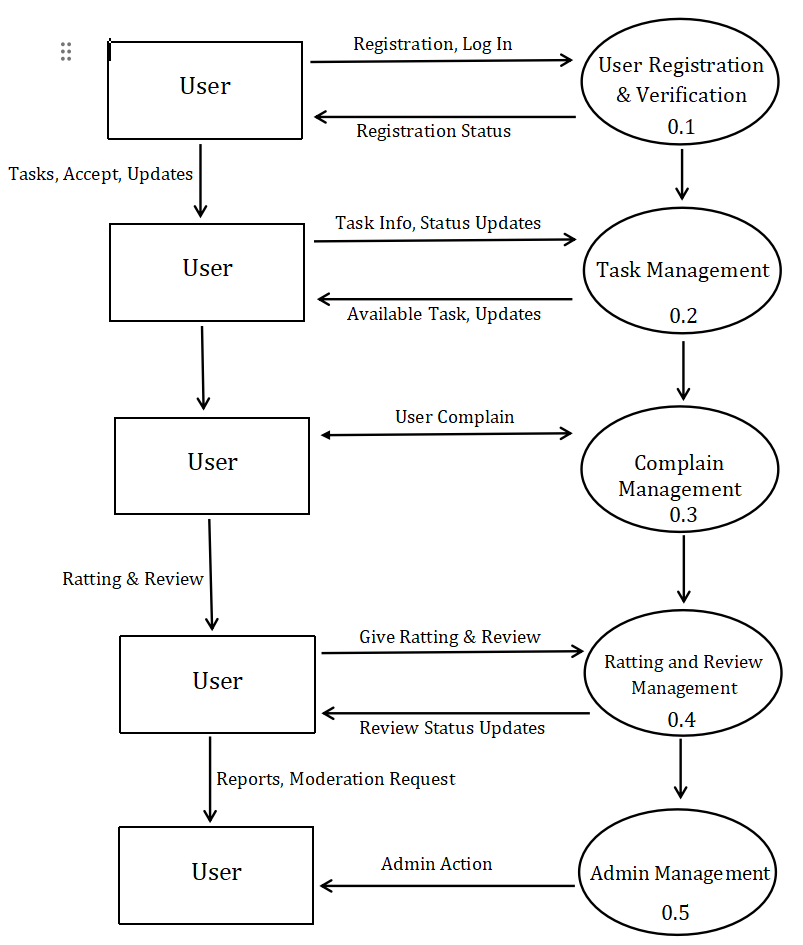 Registration, Log In
User
User Registration
& Verification
0.1
Registration Status
Tasks, Accept, Updates
Task Info, Status Updates
User
Task Management
0.2
Available Task, Updates
User Complain
User
Complain
Management
0.3
Ratting & Review
Give Ratting & Review
User
Ratting and Review
Management
0.4
Review Status Updates
Reports, Moderation Request
Admin Action
User
Admin Management
0.5